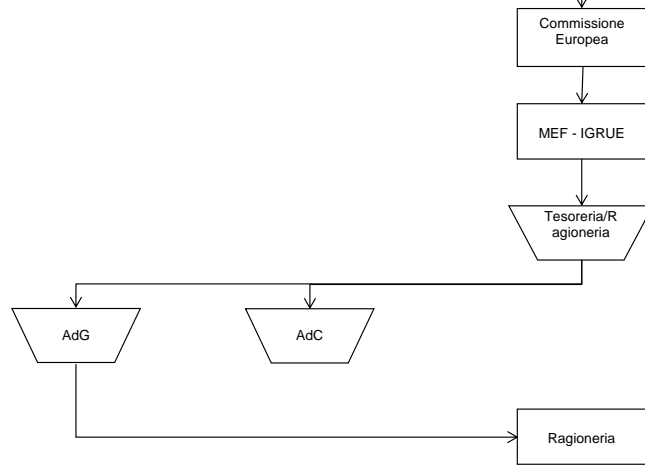 Commissione
Europea
MEF - IGRUE
Tesoreria/R
agioneria
AdG
AdC
Ragioneria